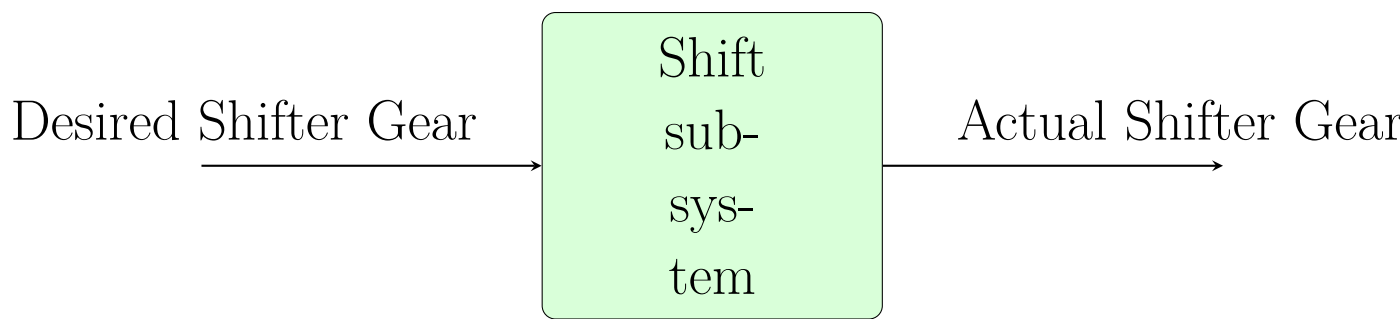 Desired Shifter Gear
Shift
sub-
sys-
tem
Actual Shifter Gear